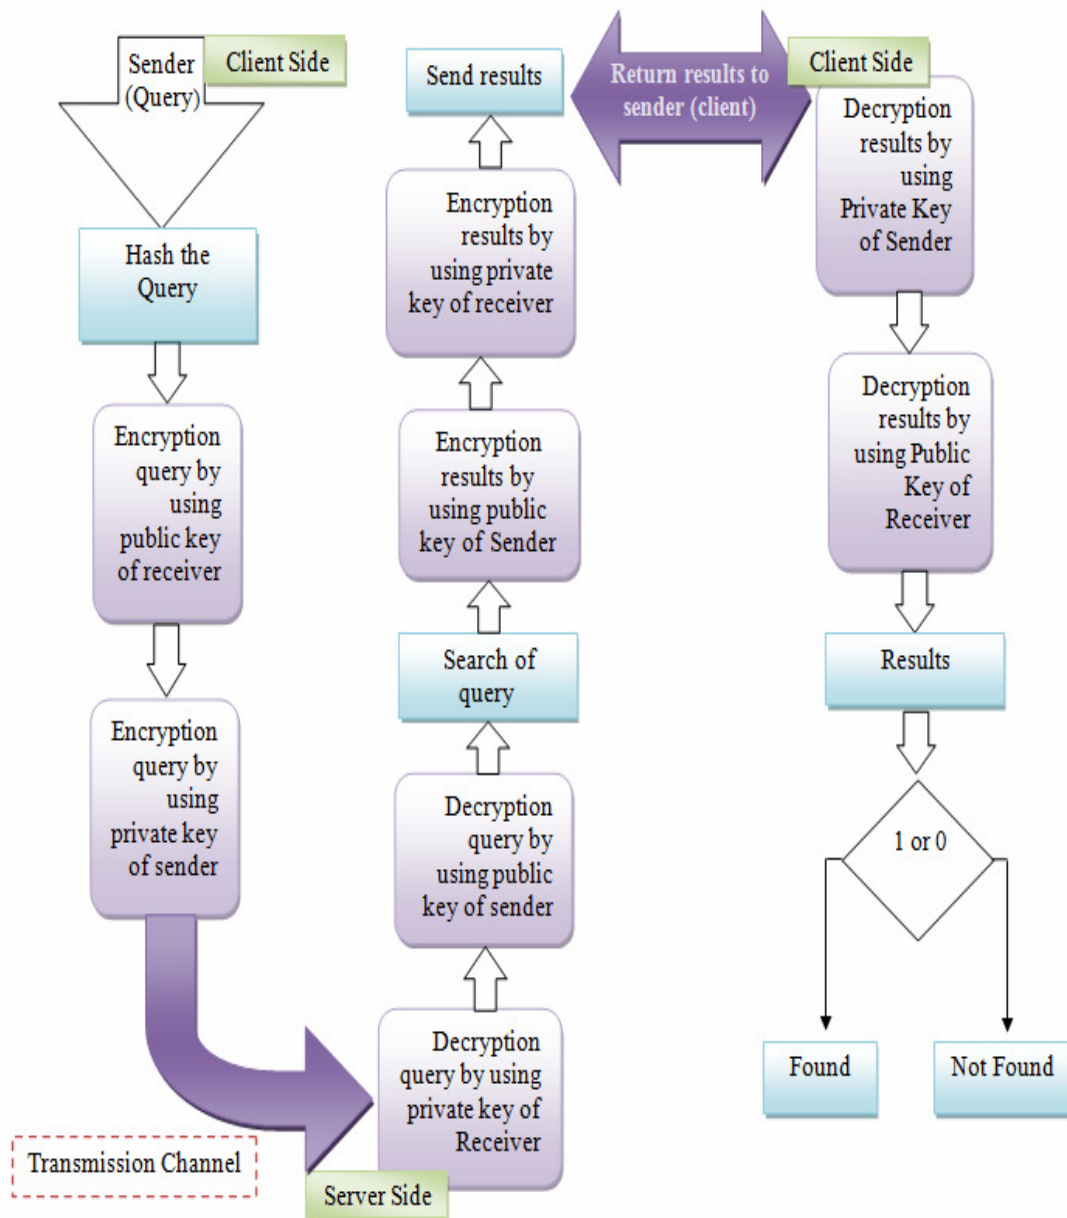 Sender
(Query)
Client Side
Hash the
Query
Encryption
query by
using
public key
of receiver
Encryption
query by
using
private key
of sender
Transmission Channel
Server Side
Decryption
query by using
private key of
Receiver
Decryption
query by
using public
key of sender
Search of
query
Encryption
results by
using public
key of Sender
Encryption
results by
using private
key of receiver
Send results
Return results to
sender (client)
Client Side
Decryption
results by
using
Private Key
of Sender
Decryption
results by
using Public
Key of
Receiver
Results
1 or 0
Found
Not Found